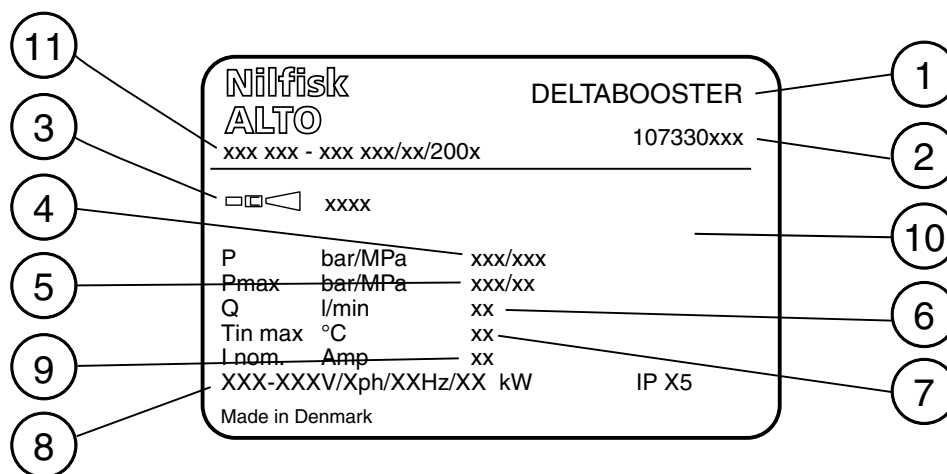 11
Nilfisk
ALTO
DELTABOOSTER
1
107330xxx
2
xxx xxx - xxx xxx/xx/200x
3
xxxx
4
10
P bar/MPa xxx/xxx
5
Pmax bar/MPa xxx/xx
Q l/min xx
6
Tin max °C xx
7
9
I nom. Amp xx
XXX-XXXV/Xph/XXHz/XX kW IP X5
8
Made in Denmark